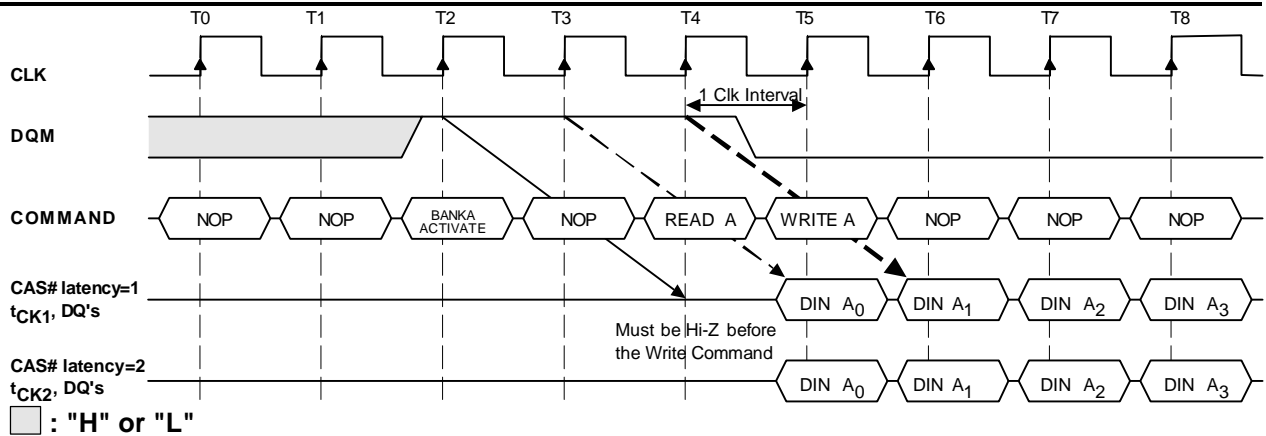 T0 T1 T2 T3 T4 T5 T6 T7 T8
CLK
1 Clk Interval
DQM
COMMAND
NOP NOP BANKA ACTIVATE NOP READ A WRITE A NOP NOP NOP
CAS# latency=1
tCK1, DQ's
DIN A0 DIN A1 DIN A2 DIN A3
Must be Hi-Z before
the Write Command
CAS# latency=2
tCK2, DQ's
DIN A0 DIN A1 DIN A2 DIN A3
: "H" or "L"